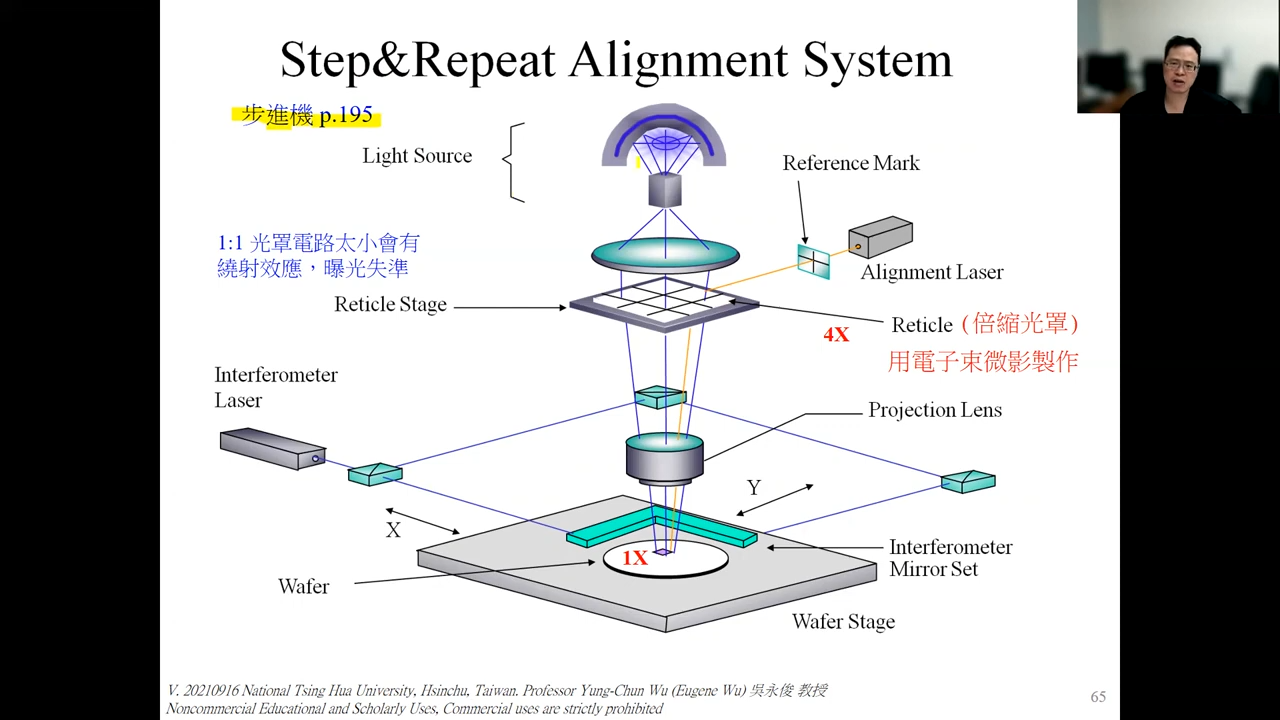 Step&Repeat Alignment System
步進機 p.195
Light Source
Reference Mark
1:1 光罩電路太小會有
繞射效應，曝光失準
Alignment Laser
Reticle Stage
4X
Reticle (倍縮光罩)
用電子束微影製作
Interferometer
Laser
Projection Lens
Y
X
1X
Interferometer
Mirror Set
Wafer
Wafer Stage
V. 20210916 National Tsing Hua University, Hsinchu, Taiwan. Professor Yung-Chun Wu (Eugene Wu) 吳永俊 教授
Noncommercial Educational and Scholarly Uses, Commercial uses are strictly prohibited
65